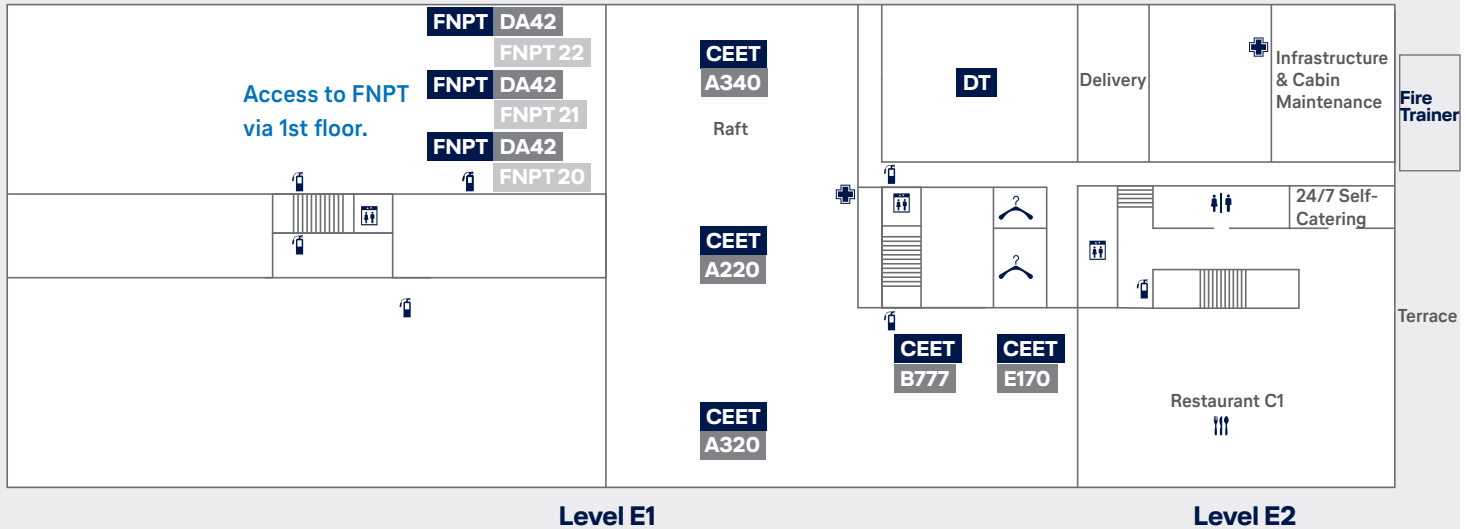 FNPT DA42
FNPT 22
FNPT DA42
FNPT 21
FNPT DA42
FNPT 20
Access to FNPT
via 1st floor.
CEET
A340
Raft
CEET
A220
CEET
A320
DT
Delivery
Infrastructure
& Cabin
Maintenance
Fire
Trainer
24/7 Self-
Catering
Terrace
CEET
B777
CEET
E170
Restaurant C1
Level E1
Level E2